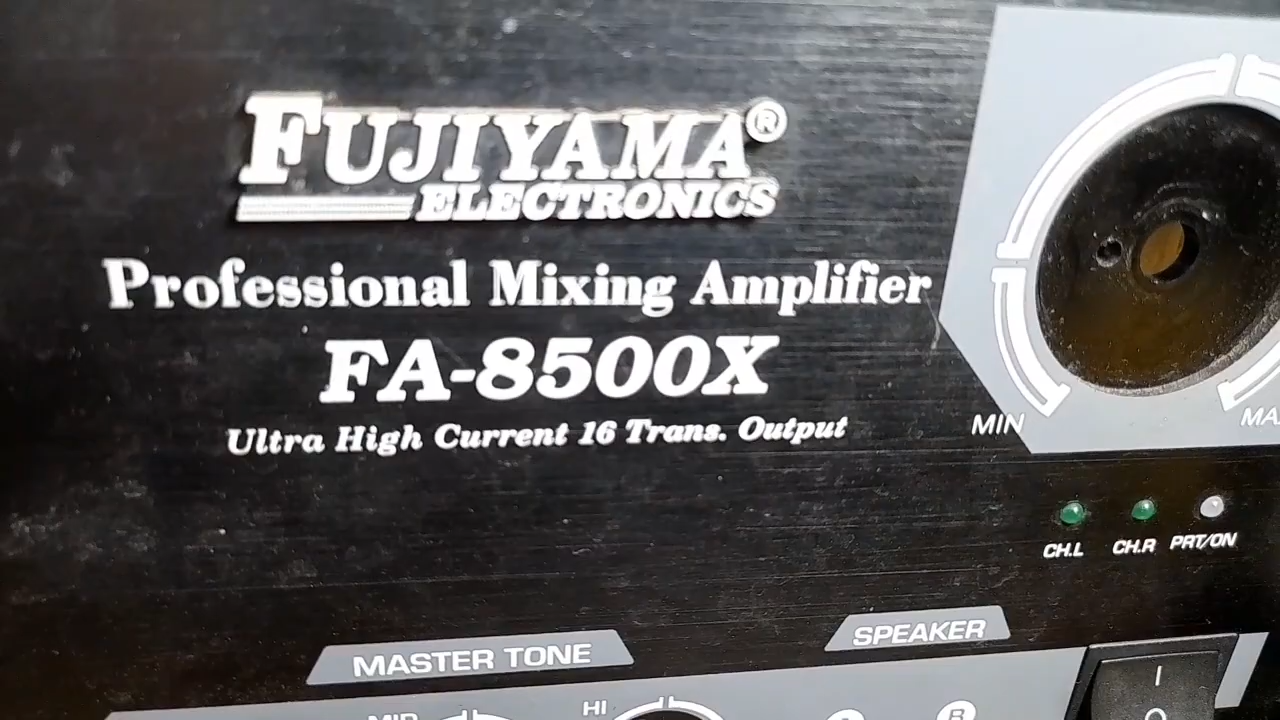 FUJIYAMA®
ELECTRONICS
Professional Mixing Amplifier
FA-8500X
Ultra High Current 16 Trans. Output
MIN
CH.L CH.R PRT/ON
SPEAKER
MASTER TONE
HI
MID
R
I